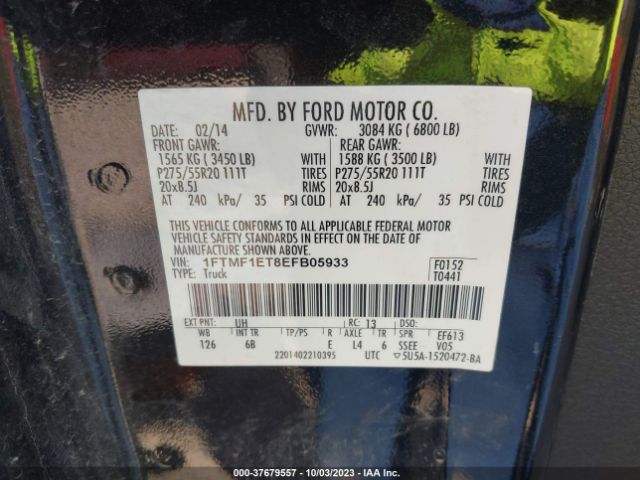 MFD. BY FORD MOTOR CO.
DATE: 02/14 GVWR: 3084 KG ( 6800 LB)
FRONT GAWR: REAR GAWR:
1565 KG ( 3450 LB) WITH 1588 KG ( 3500 LB) WITH
P275/55R20 111T TIRES P275/55R20 111T TIRES
20x8.5J RIMS 20x8.5J RIMS
AT 240 kPa/ 35 PSI COLD AT 240 kPa/ 35 PSI COLD
THIS VEHICLE CONFORMS TO ALL APPLICABLE FEDERAL MOTOR
VEHICLE SAFETY STANDARDS IN EFFECT ON THE DATE OF
MANUFACTURE SHOWN ABOVE.
VIN: 1FTMF1ET8EFB05933 F0152
TYPE: Truck T0441
EXT PNT: UH RC: 13 DSO:
WB INT TR TP/PS R AXLE TR SPR EF613
126 6B E L4 6 SSEE V05
2201402210395 UTC 5U5A-1520472-BA
000-37679557 - 10/03/2023 - IAA Inc.